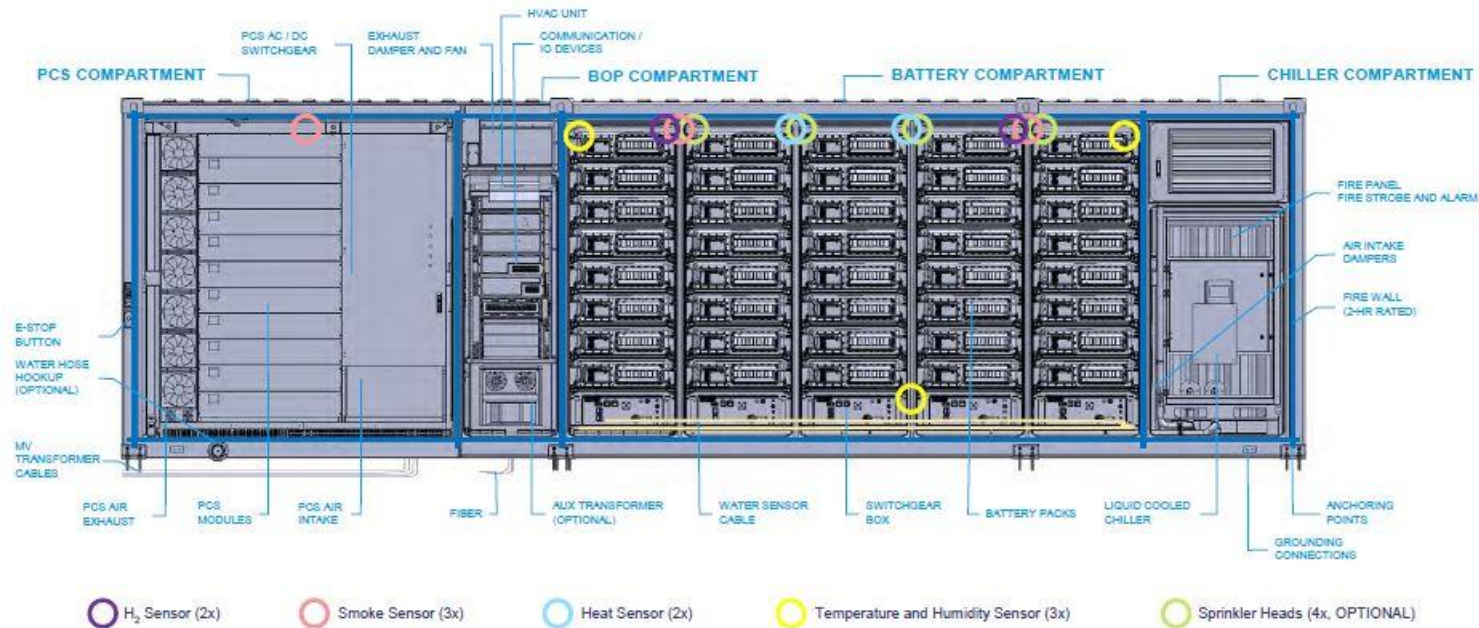 HVAC UNIT
PCS AC / DC
SWITCHGEAR
EXHAUST
DAMPER AND FAN
COMMUNICATION /
IO DEVICES
PCS COMPARTMENT
BOP COMPARTMENT
BATTERY COMPARTMENT
CHILLER COMPARTMENT
FIRE PANEL
FIRE STROBE AND ALARM
AIR INTAKE
DAMPERS
FIRE WALL
(2-HR RATED)
E-STOP
BUTTON
WATER HOSE
HOOKUP
(OPTIONAL)
MV
TRANSFORMER
CABLES
PCS AIR
EXHAUST
PCS
MODULES
PCS AIR
INTAKE
FIBER
AUX TRANSFORMER
(OPTIONAL)
WATER SENSOR
CABLE
SWITCHGEAR
BOX
BATTERY PACKS
LIQUID COOLED
CHILLER
ANCHORING
POINTS
GROUNDING
CONNECTIONS
H₂ Sensor (2x)
Smoke Sensor (3x)
Heat Sensor (2x)
Temperature and Humidity Sensor (3x)
Sprinkler Heads (4x, OPTIONAL)